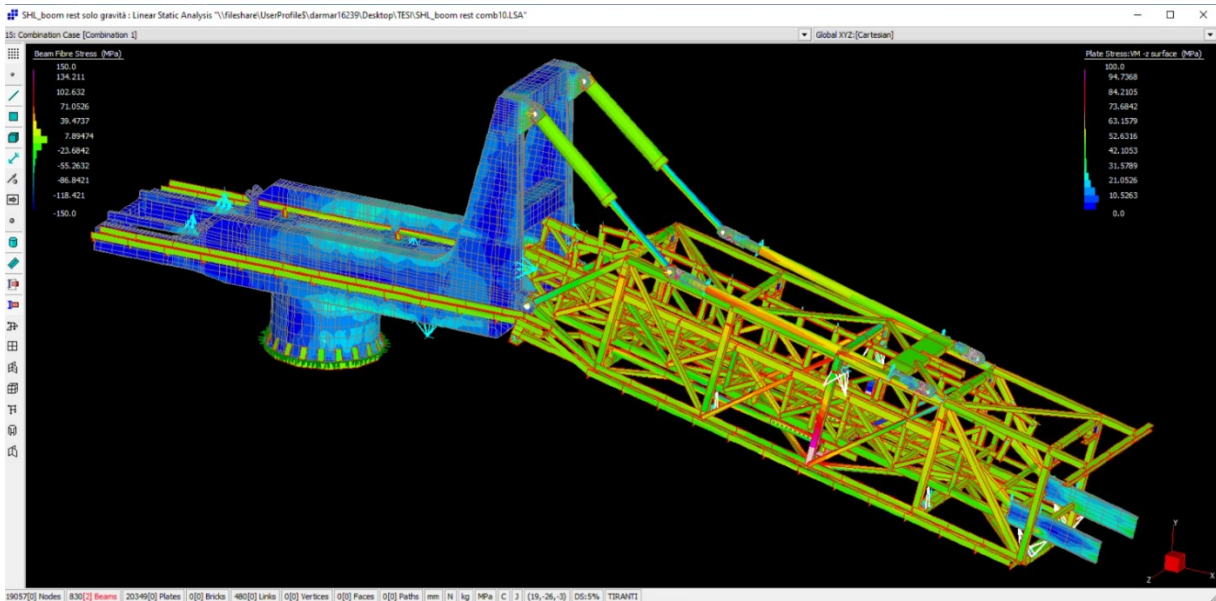 SHL_boom rest solo gravità : Linear Static Analysis "\\fileshare\UserProfile$\darmar16239\Desktop\TESI\SHL_boom rest comb10.LSA"
1S: Combination Case [Combination 1]
Global XYZ:[Cartesian]
Beam Fibre Stress (MPa)
150.0
134.211
102.632
71.0526
39.4737
7.89474
-23.6842
-55.2632
-86.8421
-118.421
-150.0
Plate Stress:VM -z surface (MPa)
100.0
94.7368
84.2105
73.6842
63.1579
52.6316
42.1053
31.5789
21.0526
10.5263
0.0
Y
Z
X
19057[0] Nodes
830[2] Beams
20349[0] Plates
0[0] Bricks
480[0] Links
0[0] Vertices
0[0] Faces
0[0] Paths
mm
N
kg
MPa
C
J
(19,-26,-3)
DS:5%
TIRANTI